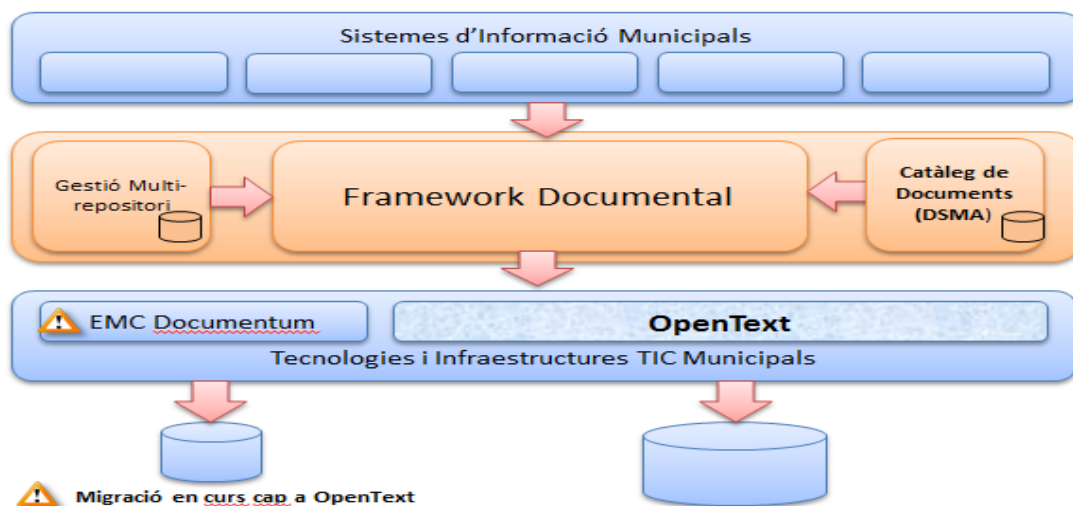 Sistemes d'Informació Municipals
Gestió Multi-
repositori
Framework Documental
Catàleg de
Documents
(DSMA)
EMC Documentum
OpenText
Tecnologies i Infraestructures TIC Municipals
Migració en curs cap a OpenText